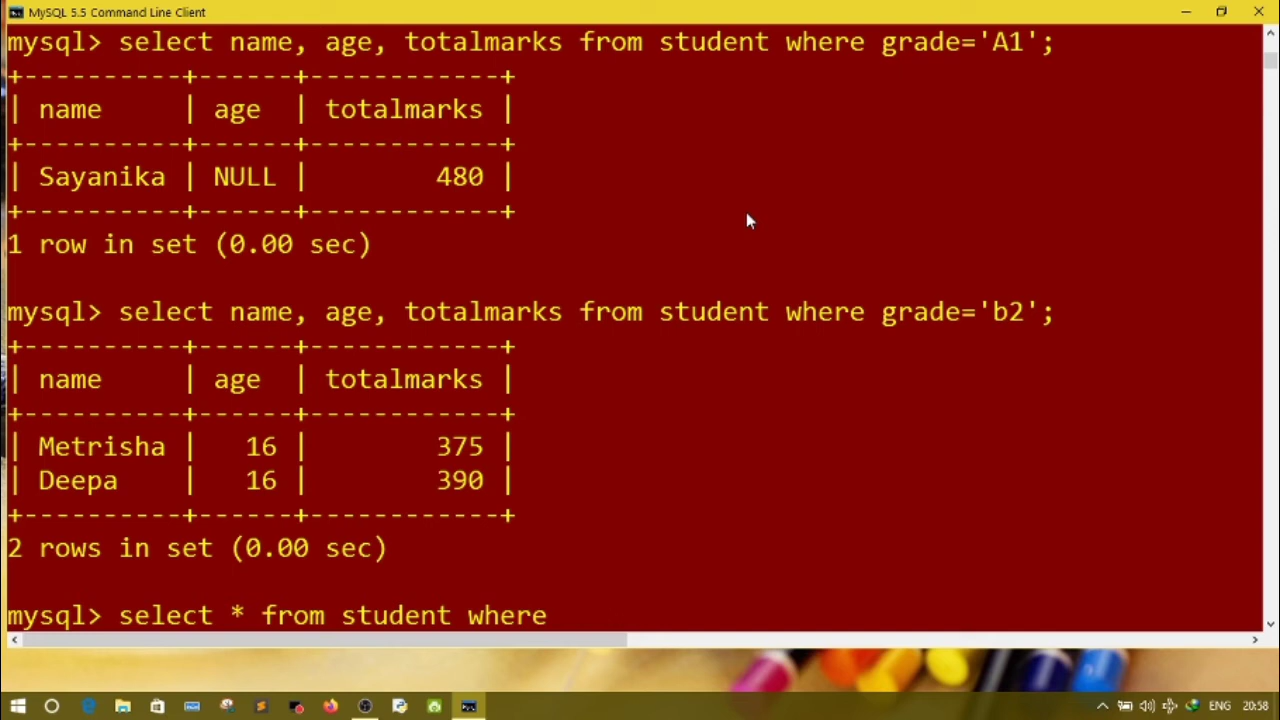 MySQL 5.5 Command Line Client
mysql> select name, age, totalmarks from student where grade='A1';
+----------+------+------------+
| name     | age  | totalmarks |
+----------+------+------------+
| Sayanika | NULL |        480 |
+----------+------+------------+
1 row in set (0.00 sec)
mysql> select name, age, totalmarks from student where grade='b2';
+----------+------+------------+
| name     | age  | totalmarks |
+----------+------+------------+
| Metrisha |   16 |        375 |
| Deepa    |   16 |        390 |
+----------+------+------------+
2 rows in set (0.00 sec)
mysql> select * from student where
ENG 20:58